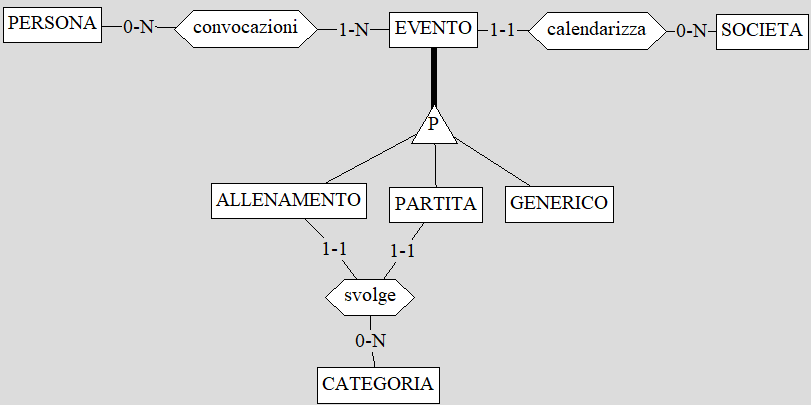 PERSONA 0-N convocazioni 1-N EVENTO 1-1 calendarizza 0-N SOCIETA
P
ALLENAMENTO PARTITA GENERICO
1-1 1-1
svolge
0-N
CATEGORIA